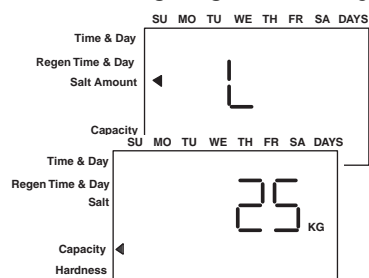 SU MO TU WE TH FR SA DAYS
Time & Day
Regen Time & Day
Salt Amount
L
Capacity
SU MO TU WE TH FR SA DAYS
Time & Day
Regen Time & Day
Salt
25 KG
Capacity
Hardness